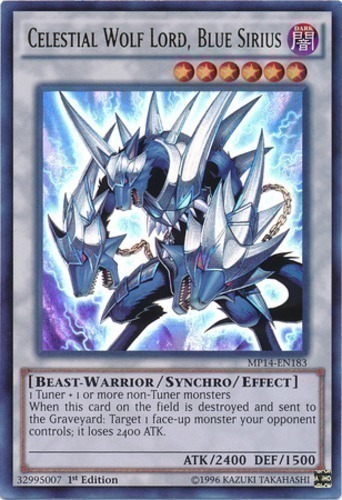 CELESTIAL WOLF LORD, BLUE SIRIUS
DARK
闇
MP14-EN183
[BEAST-WARRIOR/SYNCHRO/EFFECT]
1 Tuner + 1 or more non-Tuner monsters
When this card on the field is destroyed and sent
to the Graveyard: Target 1 face-up monster your opponent
controls; it loses 2400 ATK.
ATK/2400 DEF/1500
32995007 1st Edition ©1996 KAZUKI TAKAHASHI